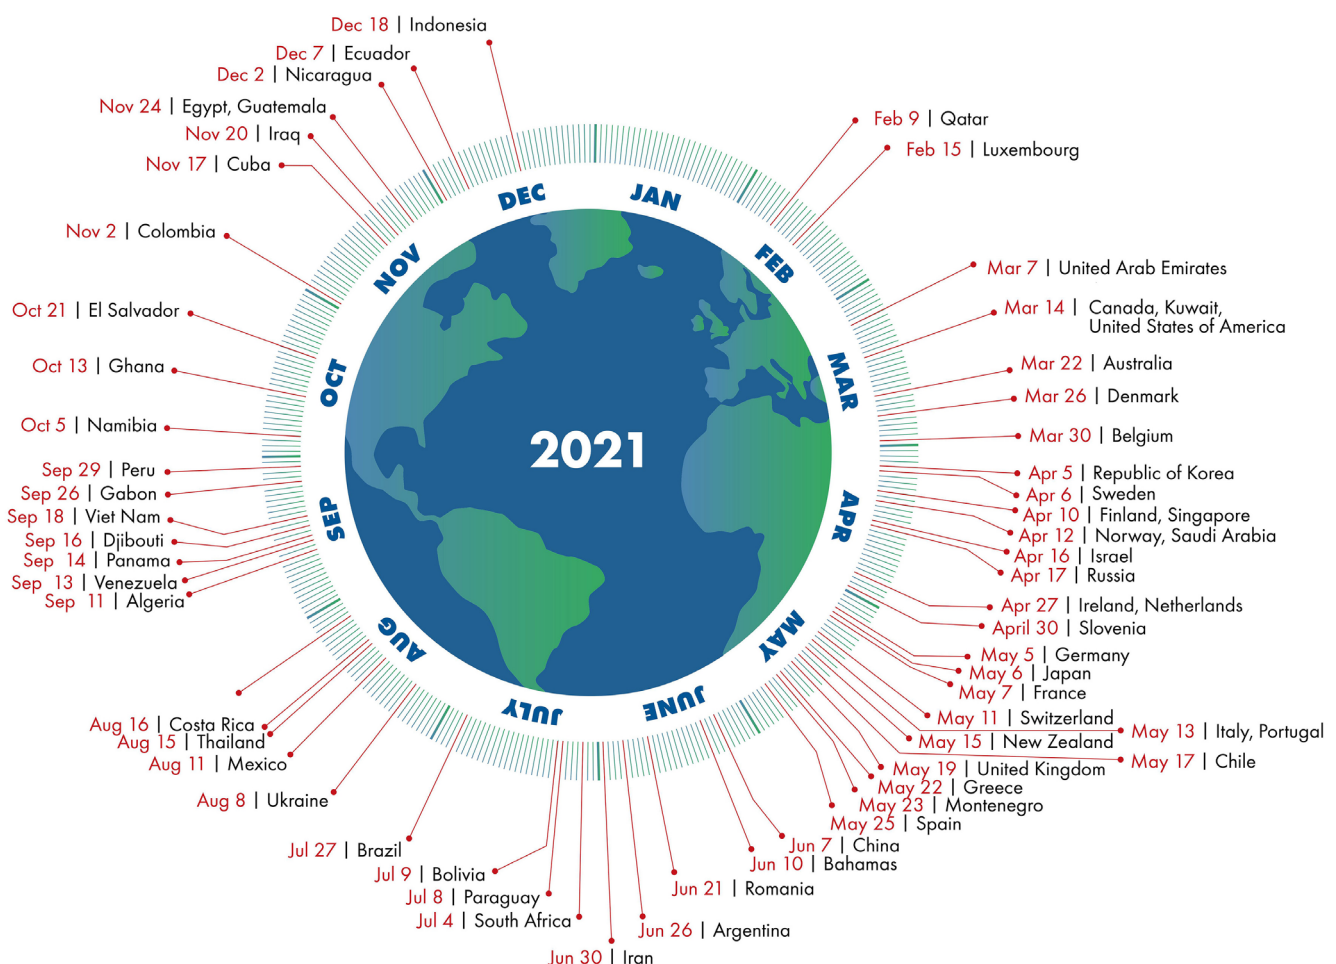 Dec 18 | Indonesia
Dec 7 | Ecuador
Dec 2 | Nicaragua
Nov 24 | Egypt, Guatemala
Nov 20 | Iraq
Nov 17 | Cuba
Nov 2 | Colombia
Oct 21 | El Salvador
Oct 13 | Ghana
Oct 5 | Namibia
Sep 29 | Peru
Sep 26 | Gabon
Sep 18 | Viet Nam
Sep 16 | Djibouti
Sep 14 | Panama
Sep 13 | Venezuela
Sep 11 | Algeria
Aug 16 | Costa Rica
Aug 15 | Thailand
Aug 11 | Mexico
Aug 8 | Ukraine
Jul 27 | Brazil
Jul 9 | Bolivia
Jul 8 | Paraguay
Jul 4 | South Africa
Jun 30 | Iran
Feb 9 | Qatar
Feb 15 | Luxembourg
Mar 7 | United Arab Emirates
Mar 14 | Canada, Kuwait,
United States of America
Mar 22 | Australia
Mar 26 | Denmark
Mar 30 | Belgium
Apr 5 | Republic of Korea
Apr 6 | Sweden
Apr 10 | Finland, Singapore
Apr 12 | Norway, Saudi Arabia
Apr 16 | Israel
Apr 17 | Russia
Apr 27 | Ireland, Netherlands
April 30 | Slovenia
May 5 | Germany
May 6 | Japan
May 7 | France
May 11 | Switzerland
May 13 | Italy, Portugal
May 15 | New Zealand
May 17 | Chile
May 19 | United Kingdom
May 22 | Greece
May 23 | Montenegro
May 25 | Spain
Jun 7 | China
Jun 10 | Bahamas
Jun 21 | Romania
Jun 26 | Argentina
JAN
FEB
MAR
APR
MAY
JUNE
JULY
AUG
SEP
OCT
NOV
DEC
2021